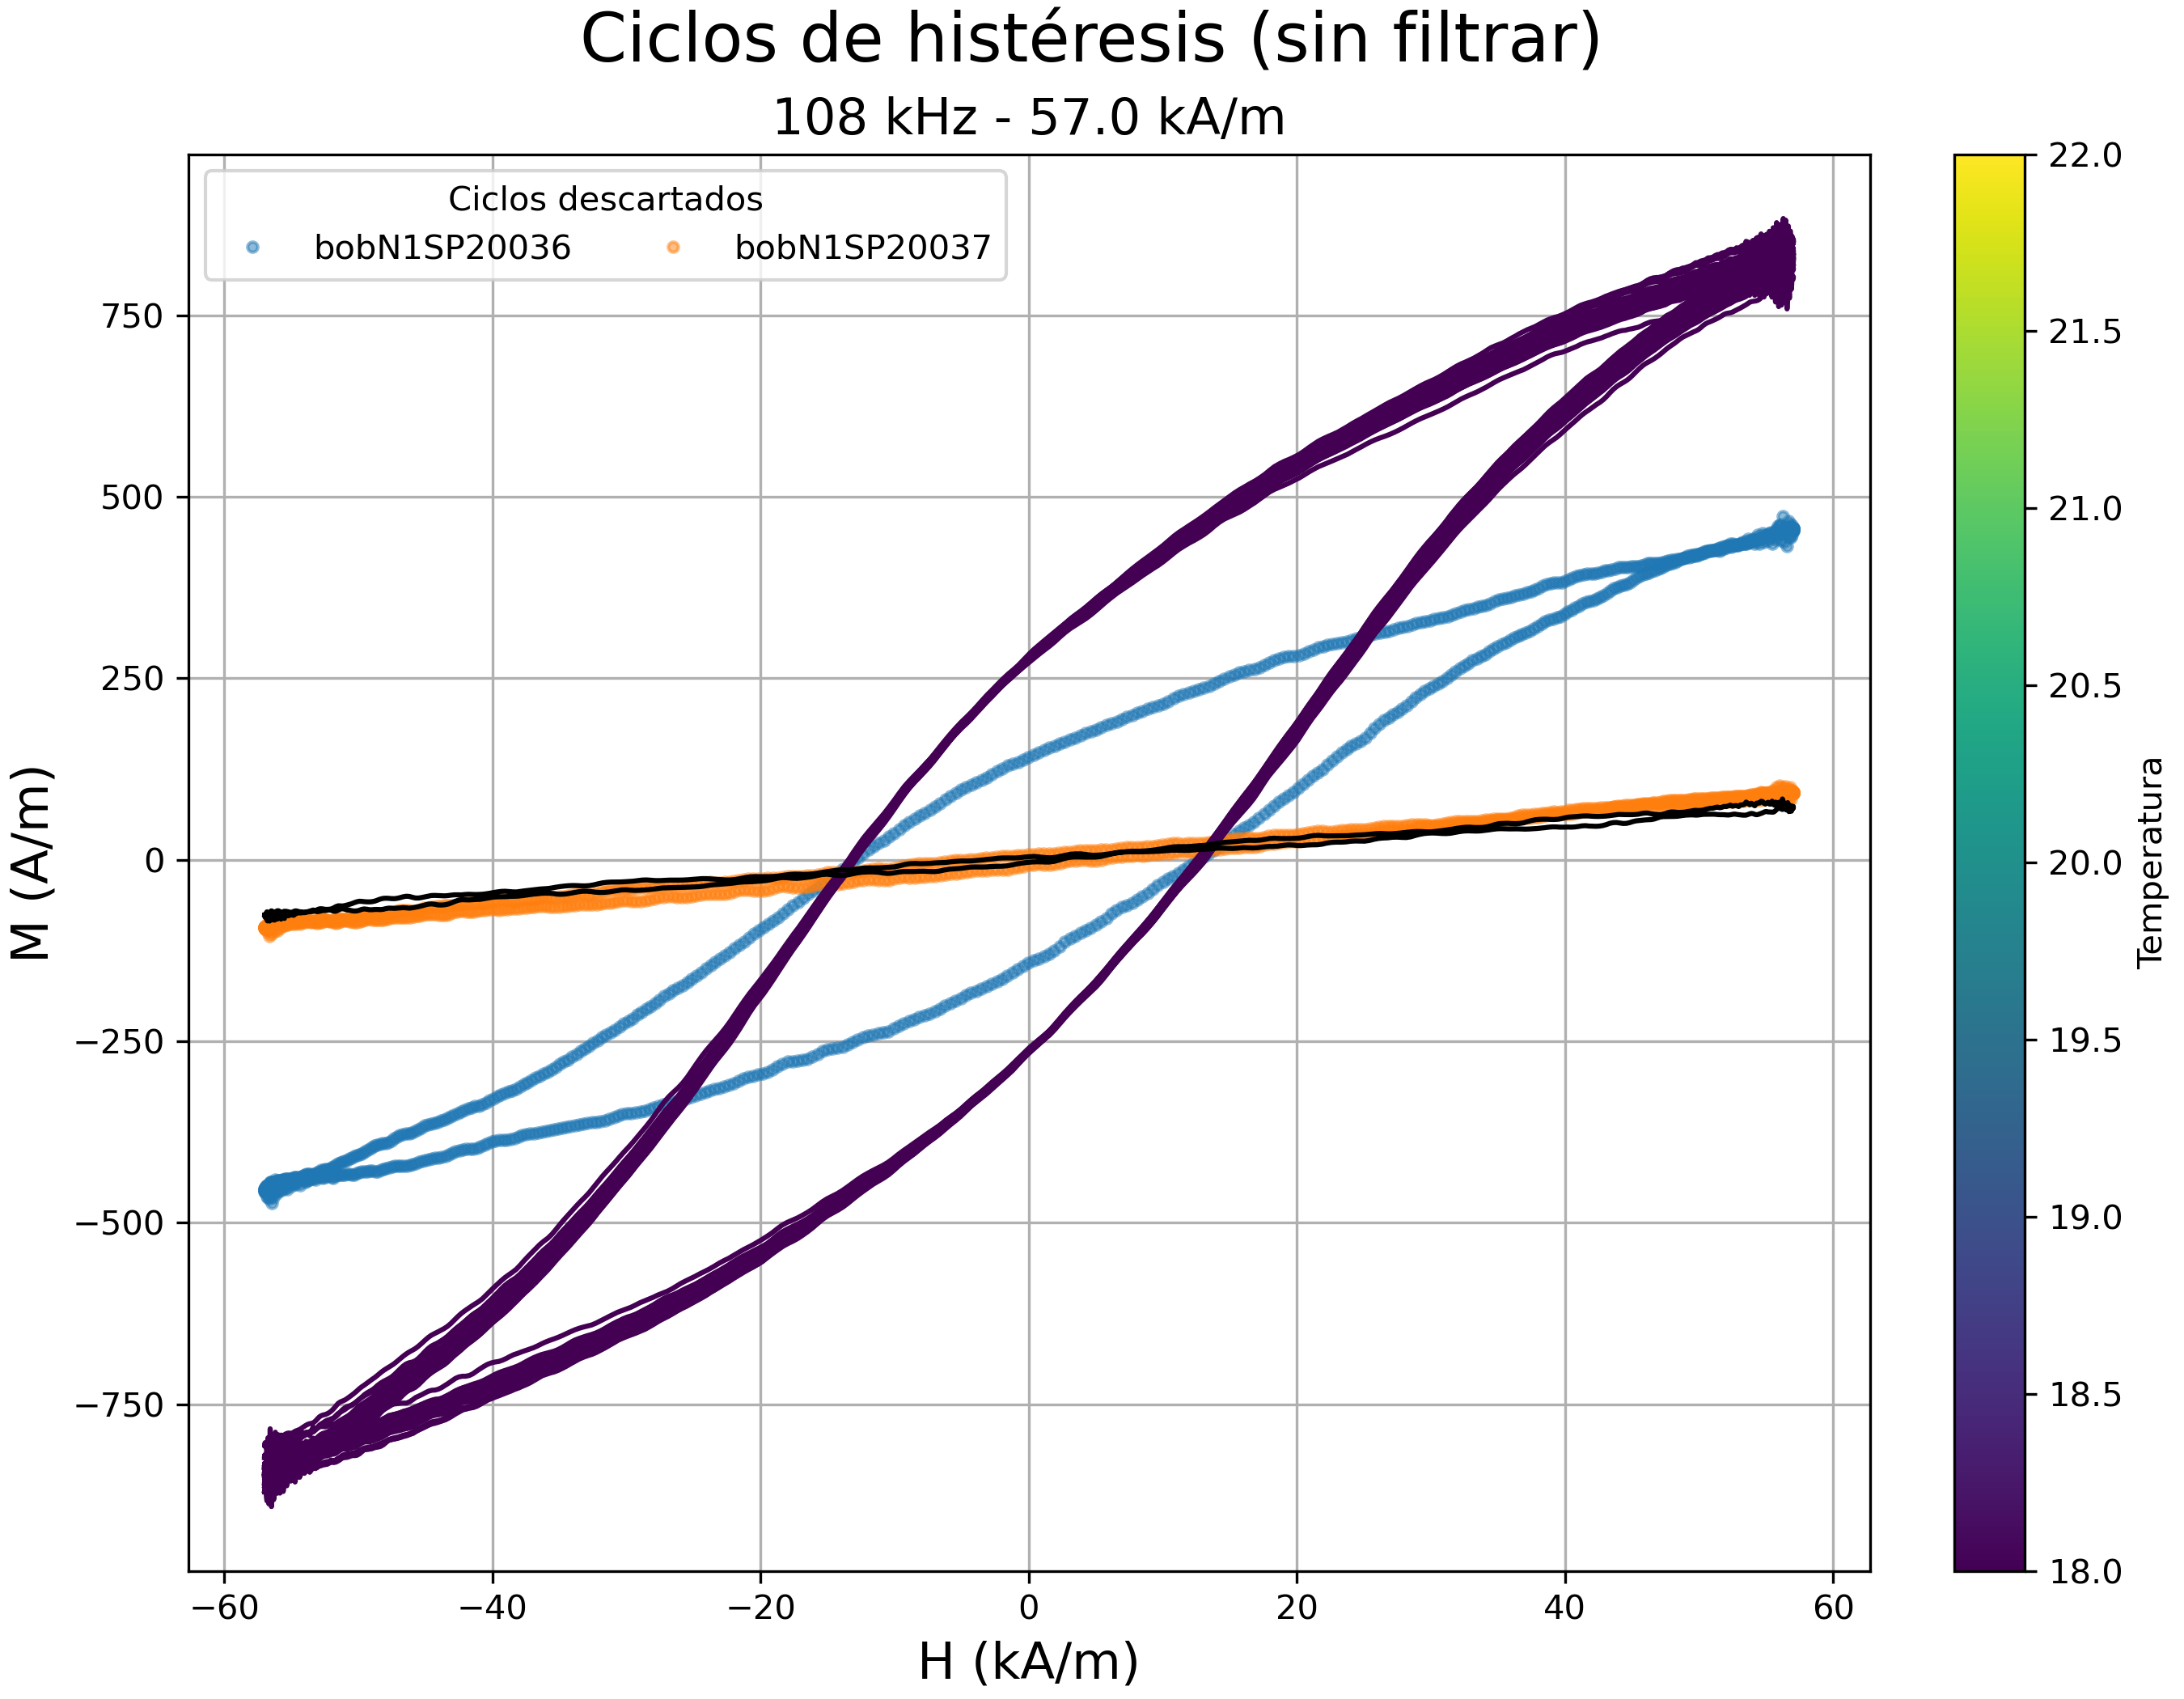 Ciclos de histéresis (sin filtrar)
108 kHz - 57.0 kA/m
Ciclos descartados
bobN1SP20036 bobN1SP20037
M (A/m)
750
500
250
0
−250
−500
−750
−60 −40 −20 0 20 40 60
H (kA/m)
22.0
21.5
21.0
20.5
20.0
19.5
19.0
18.5
18.0
Temperatura